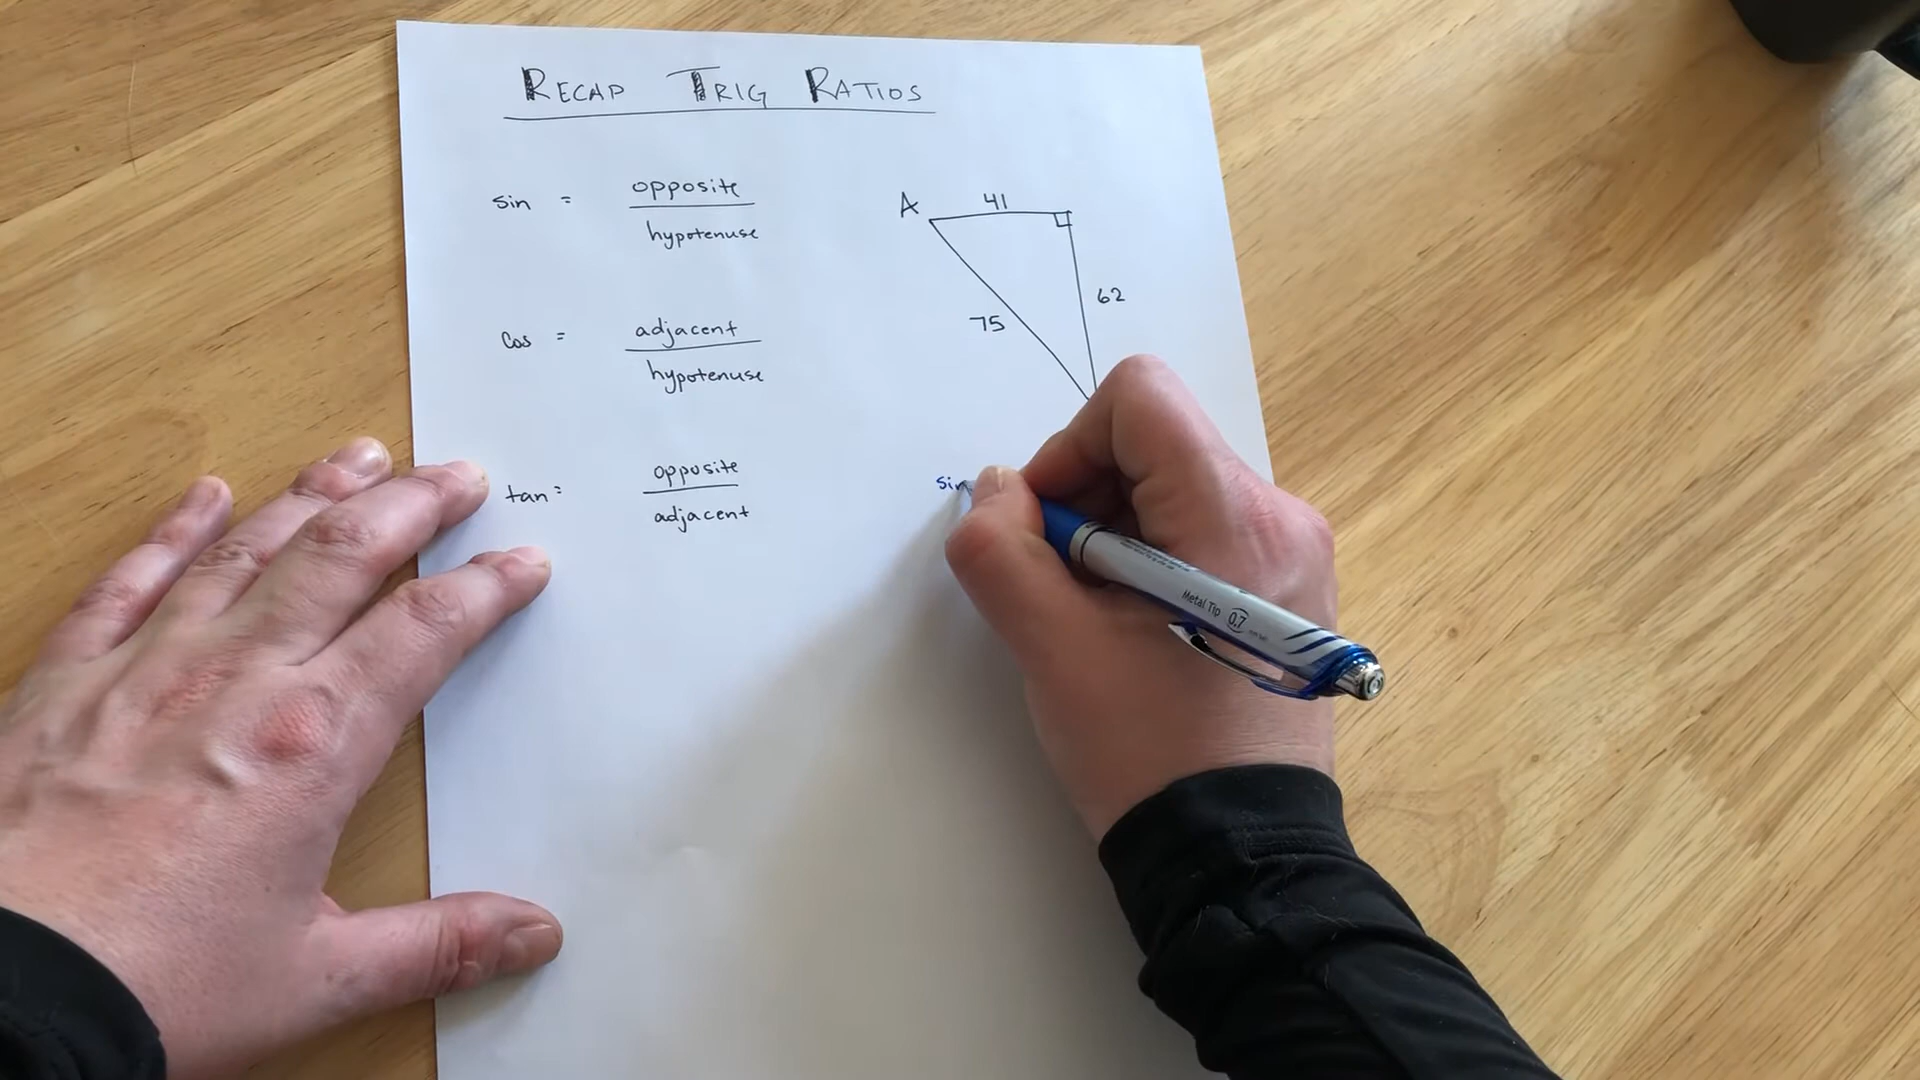 RECAP TRIG RATIOS
sin = opposite
hypotenuse
Cos = adjacent
hypotenuse
tan = opposite
adjacent
A 41
62
75
sin
Metal Tip 0.7